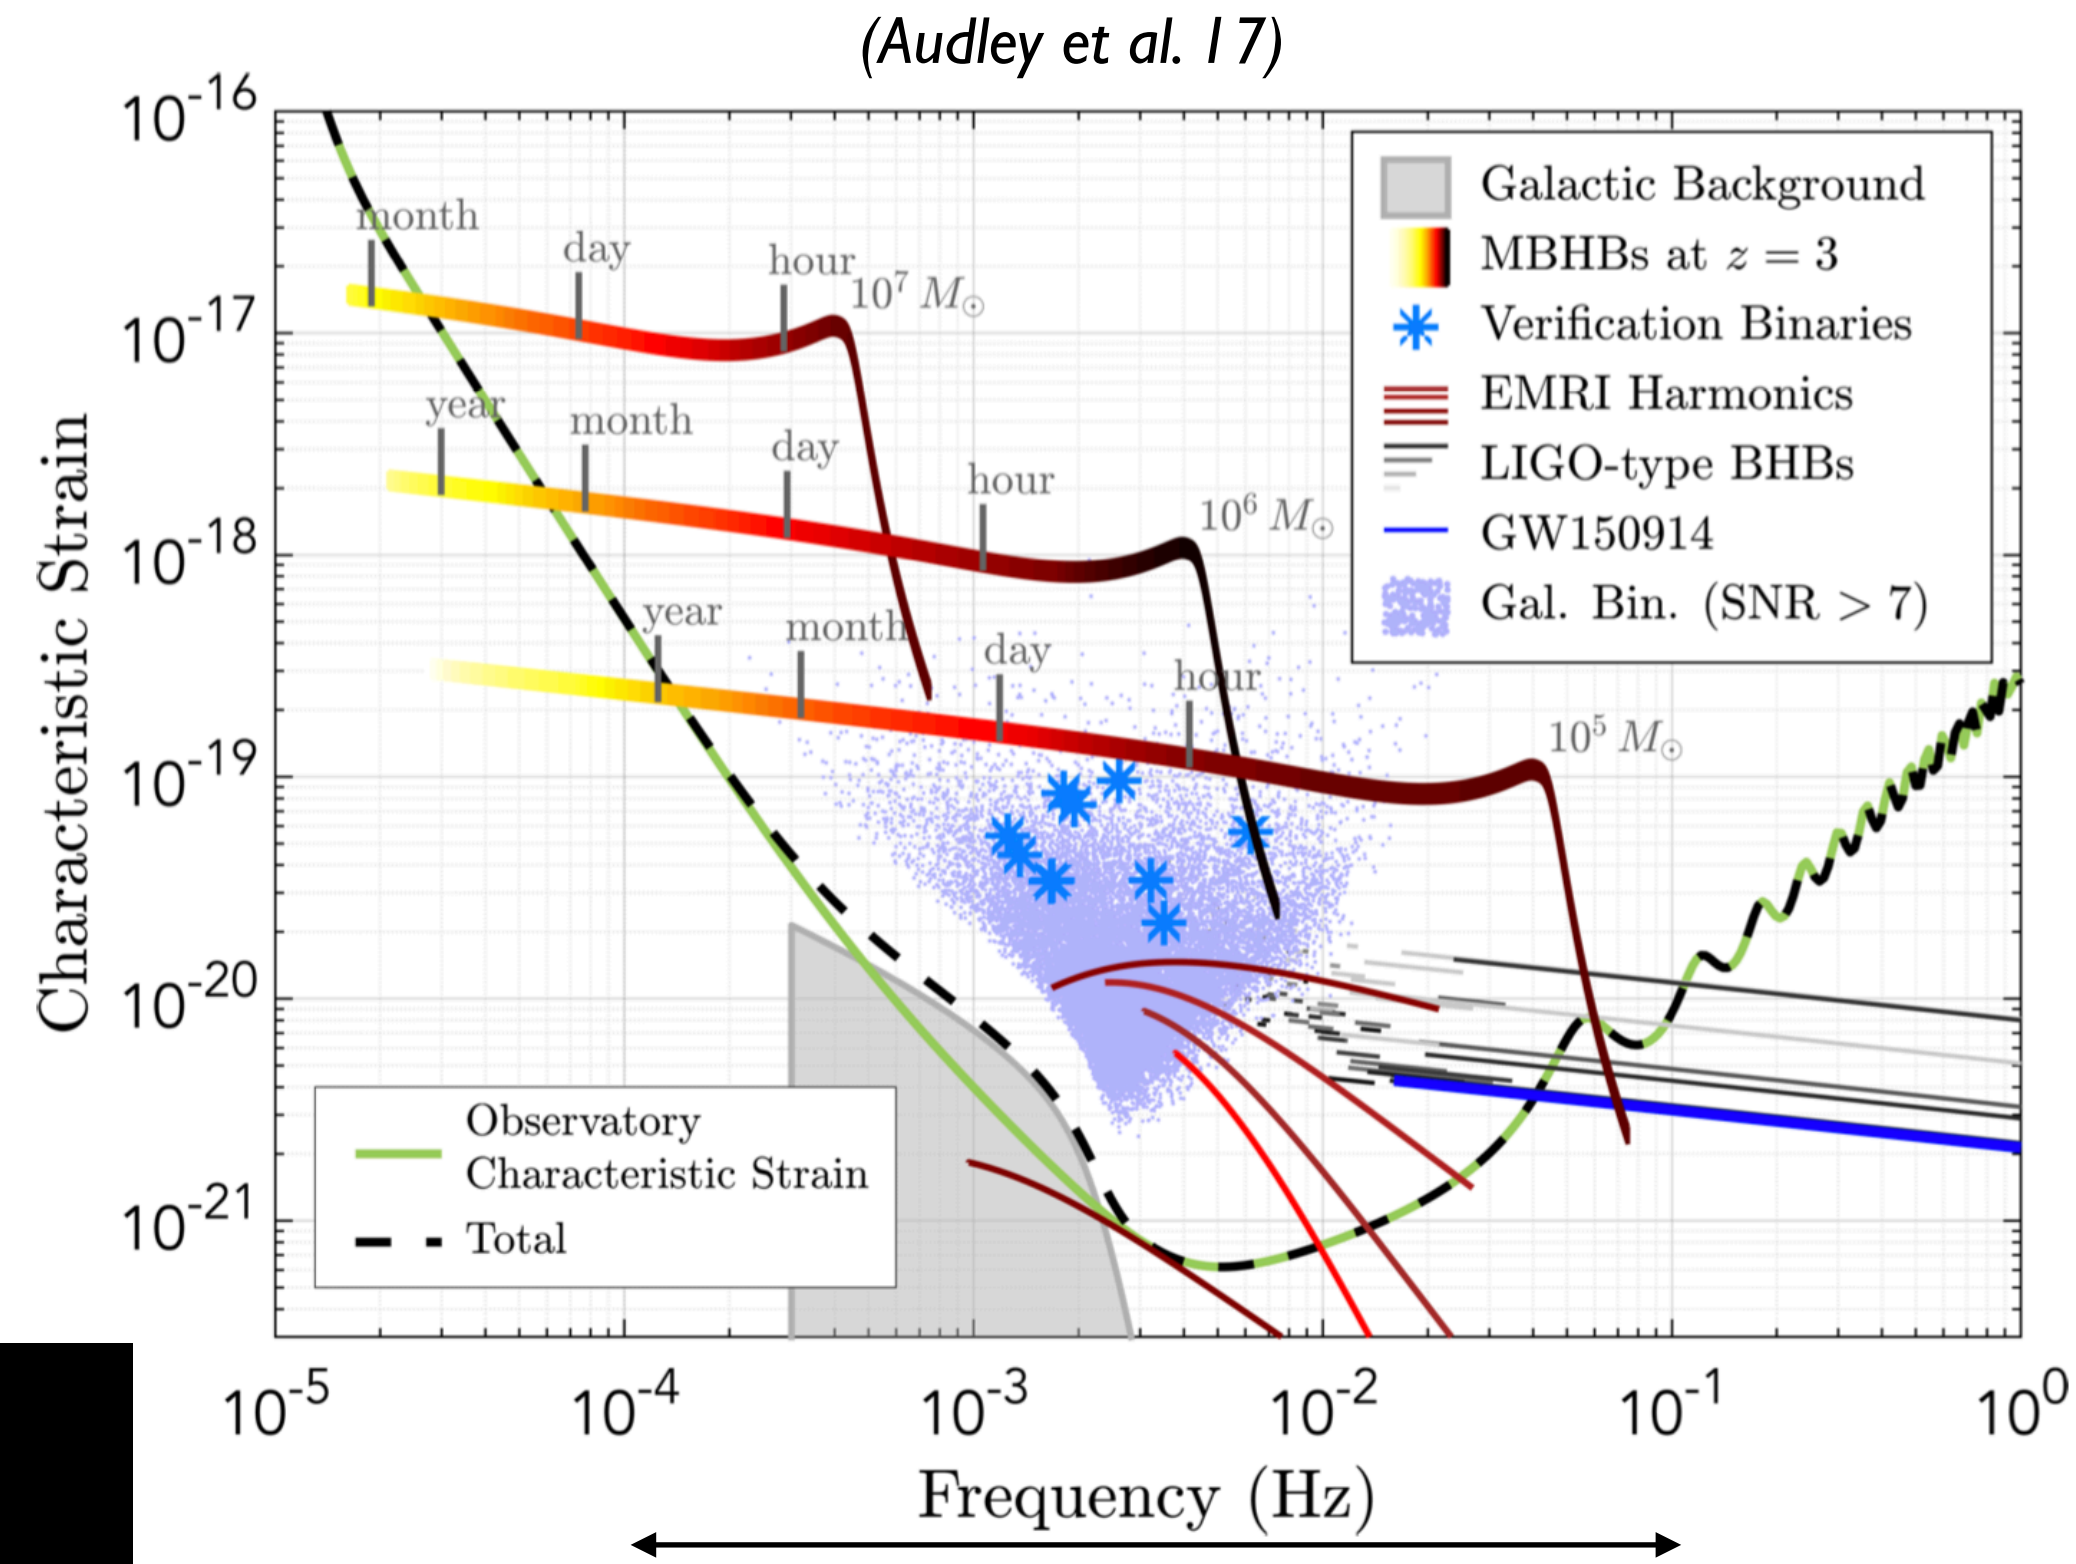 (Audley et al. 17)
10^-16
10^-17
10^-18
10^-19
10^-20
10^-21
Characteristic Strain
month
day
hour
10^7 M_⊙
year
month
day
hour
10^6 M_⊙
year
month
day
hour
10^5 M_⊙
Galactic Background
MBHBs at z = 3
Verification Binaries
EMRI Harmonics
LIGO-type BHBs
GW150914
Gal. Bin. (SNR > 7)
Observatory
Characteristic Strain
Total
10^-5
10^-4
10^-3
10^-2
10^-1
10^0
Frequency (Hz)